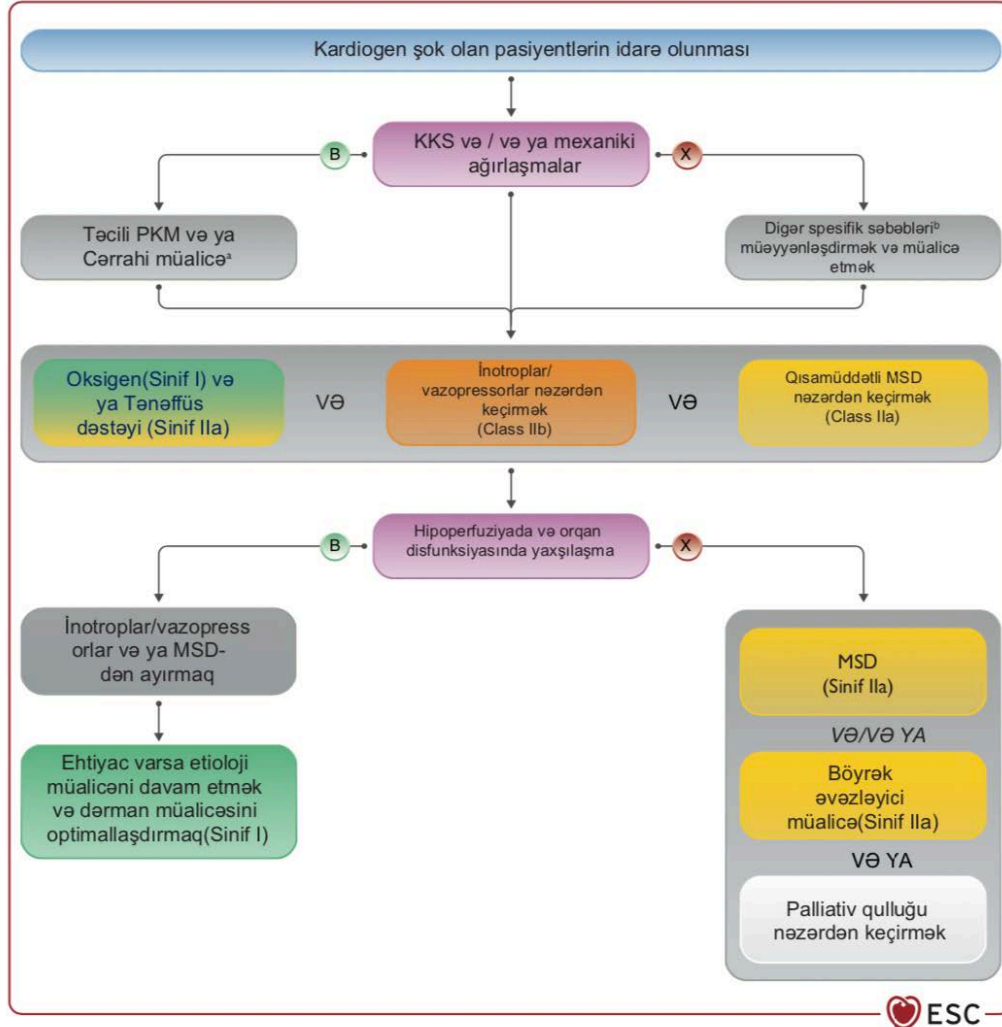 Kardiogen şok olan pasiyentlərin idarə olunması
KKS və / və ya mexaniki
ağırlaşmalar
B
X
Təcili PKM və ya
Cərrahi müalicəᵃ
Digər spesifik səbəbləriᵇ
müəyyənləşdirmək və müalicə
etmək
Oksigen(Sinif I) və
ya Tənəffüs
dəstəyi (Sinif IIa)
VƏ
İnotroplar/
vazopressorlar nəzərdən
keçirmək
(Class IIb)
VƏ
Qısamüddətli MSD
nəzərdən keçirmək
(Class IIa)
Hipoperfuziyada və orqan
disfunksiyasında yaxşılaşma
B
X
İnotroplar/vazopress
orlar və ya MSD-
dən ayırmaq
Ehtiyac varsa etioloji
müalicəni davam etmək
və dərman müalicəsini
optimallaşdırmaq(Sinif I)
MSD
(Sinif IIa)
VƏ/VƏ YA
Böyrək
əvəzləyici
müalicə(Sinif IIa)
VƏ YA
Palliativ qulluğu
nəzərdən keçirmək
ESC